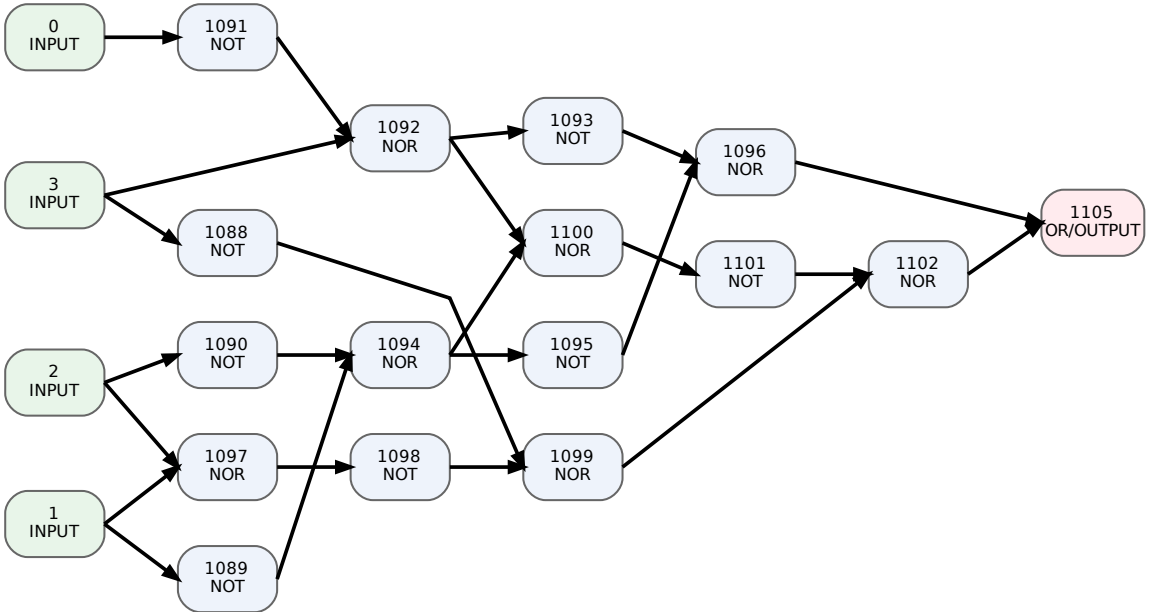 0
INPUT
1091
NOT
1092
NOR
1093
NOT
1096
NOR
3
INPUT
1088
NOT
1100
NOR
1101
NOT
1102
NOR
1105
OR/OUTPUT
2
INPUT
1090
NOT
1094
NOR
1095
NOT
1097
NOR
1098
NOT
1099
NOR
1
INPUT
1089
NOT